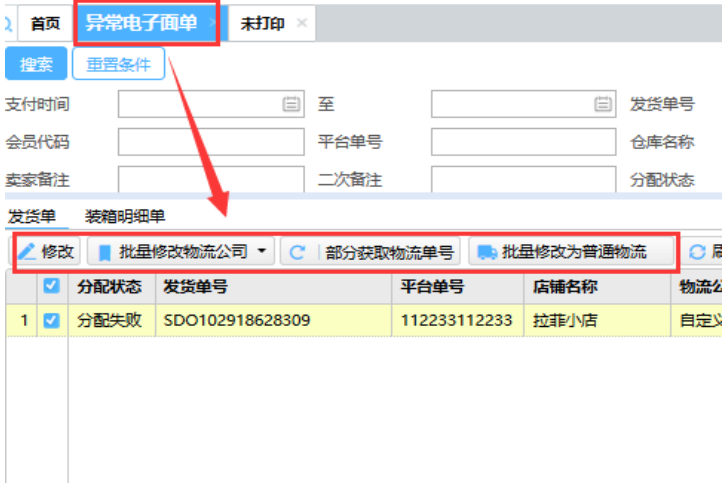 首页 异常电子面单 × 未打印 ×
搜索 重置条件
支付时间 至 发货单号
会员代码 平台单号 仓库名称
卖家备注 二次备注 分配状态
发货单 装箱明细单
修改 批量修改物流公司 部分获取物流单号 批量修改为普通物流
分配状态 发货单号 平台单号 店铺名称 物流
1 分配失败 SDO102918628309 112233112233 拉菲小店 自定义